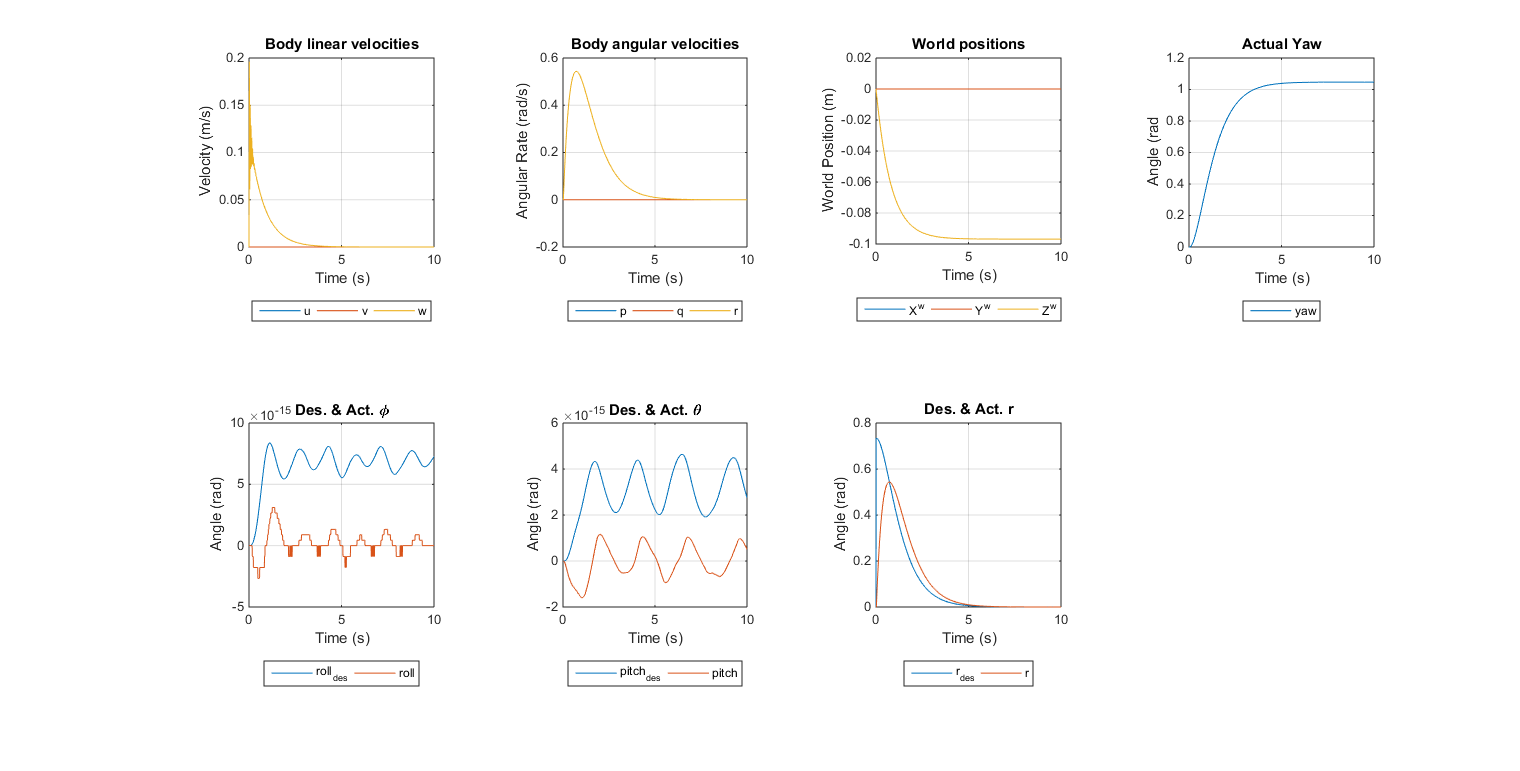 Body linear velocities
0.2
0.15
0.1
0.05
0
Velocity (m/s)
0 5 10
Time (s)
u v w
Body angular velocities
0.6
0.4
0.2
0
-0.2
Angular Rate (rad/s)
0 5 10
Time (s)
p q r
World positions
0.02
0
-0.02
-0.04
-0.06
-0.08
-0.1
World Position (m)
0 5 10
Time (s)
X^w Y^w Z^w
Actual Yaw
1.2
1
0.8
0.6
0.4
0.2
0
Angle (rad
0 5 10
Time (s)
yaw
×10^-15 Des. & Act. ϕ
10
5
0
-5
Angle (rad)
0 5 10
Time (s)
roll_des roll
×10^-15 Des. & Act. θ
6
4
2
0
-2
Angle (rad)
0 5 10
Time (s)
pitch_des pitch
Des. & Act. r
0.8
0.6
0.4
0.2
0
Angle (rad)
0 5 10
Time (s)
r_des r